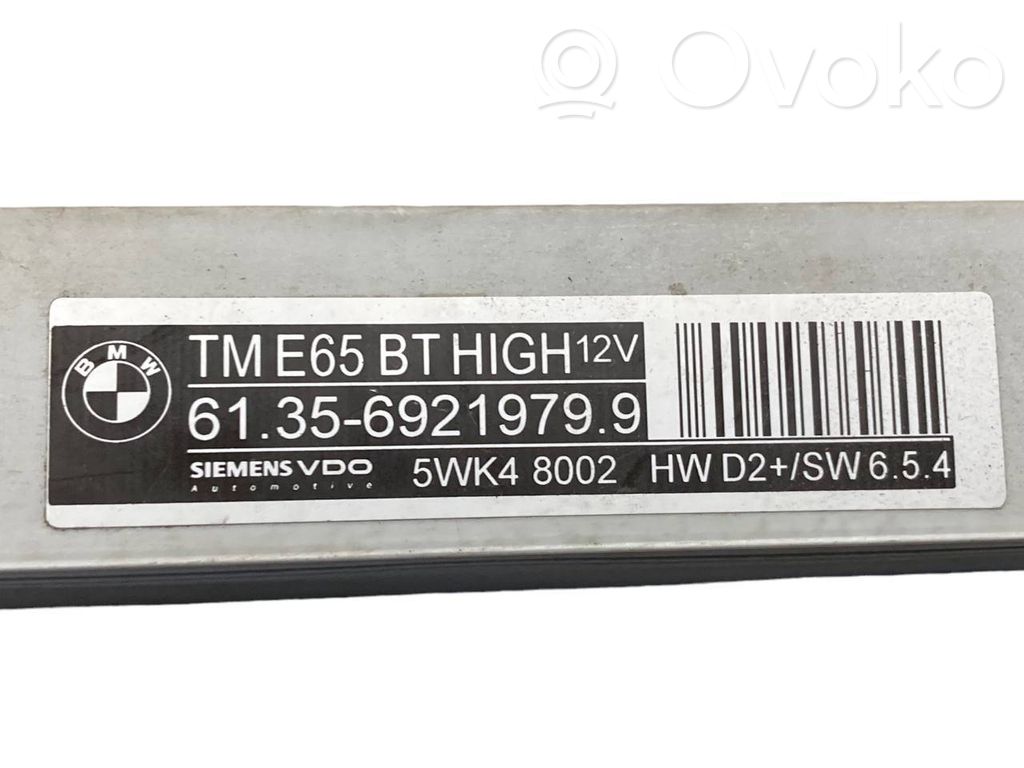 Ovoko
BMW
TM E65 BT HIGH 12V
61.35-6921979.9
SIEMENS VDO 5WK4 8002 HW D2+/SW 6.5.4
Automotive